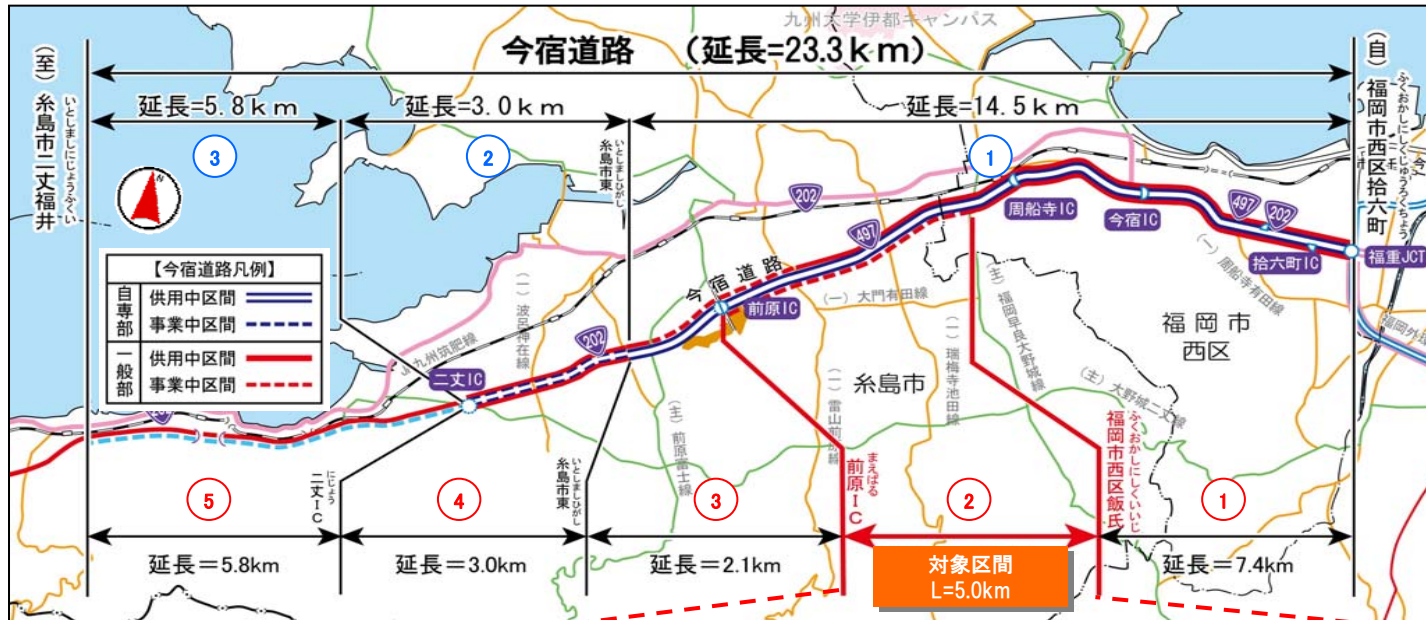 九州大学伊都キャンパス
今宿道路 (延長=23.3km)
(至)糸島市二丈福井
いとしましにじょうふくい
(自)福岡市西区拾六町
ふくおかしにしくじゅうろくちょう
延長=5.8km
延長=3.0km
延長=14.5km
③
②
①
糸島市東
いとしましひがし
N
202
497
周船寺IC
今宿IC
497
202
拾六町IC
福重JCT
(一)周船寺有田線
今宿道路
前原IC
(一)大門有田線
(主)福岡早良大野城線
(一)瑞梅寺池田線
福岡市
西区
福岡外環
(主)大野城二丈線
糸島市
(一)波呂神在線
JR九州筑肥線
202
二丈IC
(主)前原富士線
【今宿道路凡例】
自専部
供用中区間
事業中区間
一般部
供用中区間
事業中区間
⑤
④
③
②
①
二丈IC
にじょう
糸島市東
いとしましひがし
前原IC
まえばる
福岡市西区飯氏
ふくおかしにしくいいじ
延長=5.8km
延長=3.0km
延長=2.1km
対象区間
L=5.0km
延長=7.4km